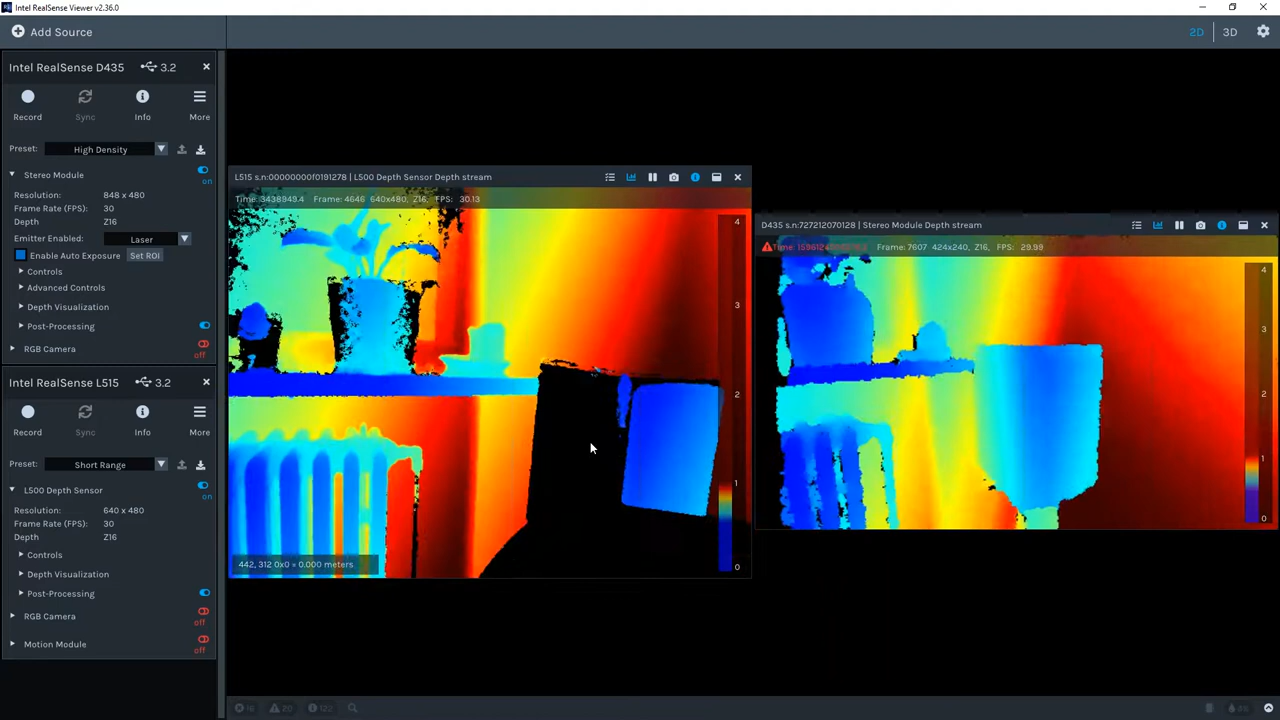 Intel RealSense Viewer v2.36.0
Add Source
2D
3D
Intel RealSense D435
3.2
Record
Sync
Info
More
Preset:
High Density
Stereo Module
on
Resolution:
848 x 480
Frame Rate (FPS):
30
Depth
Z16
Emitter Enabled:
Laser
Enable Auto Exposure
Set ROI
Controls
Advanced Controls
Depth Visualization
Post-Processing
RGB Camera
off
Intel RealSense L515
3.2
Record
Sync
Info
More
Preset:
Short Range
L500 Depth Sensor
on
Resolution:
640 x 480
Frame Rate (FPS):
30
Depth
Z16
Controls
Depth Visualization
Post-Processing
RGB Camera
off
Motion Module
off
L515 s.n:00000000f0191278 | L500 Depth Sensor Depth stream
Time: 3438949.4 Frame: 4646 640x480, Z16, FPS: 30.13
4
3
2
1
0
442, 312 0x0 = 0.000 meters
D435 s.n:727212070128 | Stereo Module Depth stream
Frame: 7607 424x240, Z16, FPS: 29.99
4
3
2
1
0
20
122